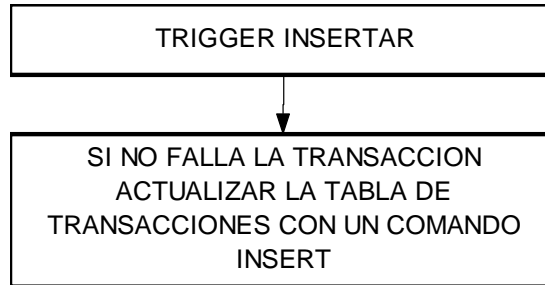 TRIGGER INSERTAR
SI NO FALLA LA TRANSACCION
ACTUALIZAR LA TABLA DE
TRANSACCIONES CON UN COMANDO
INSERT